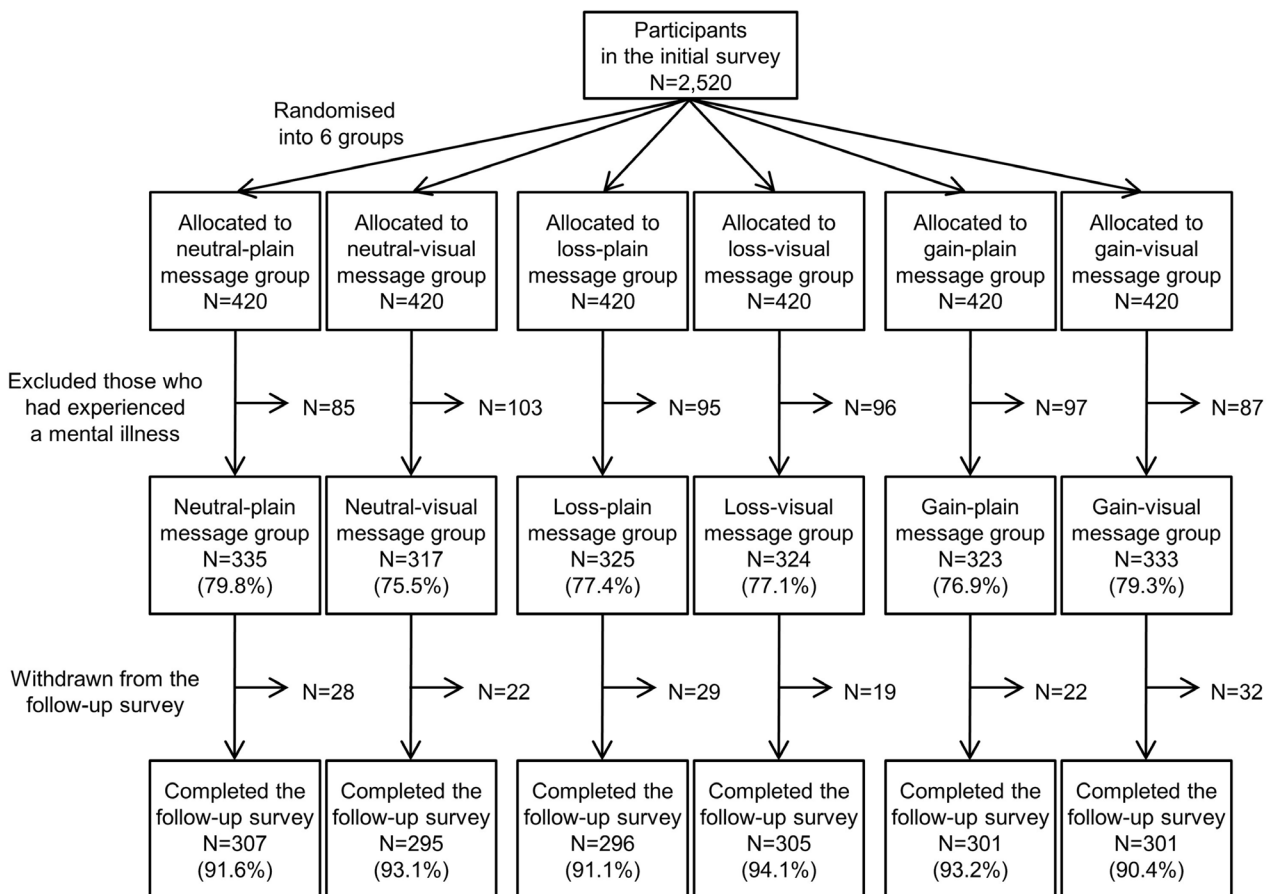 Participants
in the initial survey
N=2,520
Randomised
into 6 groups
Allocated to
neutral-plain
message group
N=420
Allocated to
neutral-visual
message group
N=420
Allocated to
loss-plain
message group
N=420
Allocated to
loss-visual
message group
N=420
Allocated to
gain-plain
message group
N=420
Allocated to
gain-visual
message group
N=420
Excluded those who
had experienced
a mental illness
N=85
N=103
N=95
N=96
N=97
N=87
Neutral-plain
message group
N=335
(79.8%)
Neutral-visual
message group
N=317
(75.5%)
Loss-plain
message group
N=325
(77.4%)
Loss-visual
message group
N=324
(77.1%)
Gain-plain
message group
N=323
(76.9%)
Gain-visual
message group
N=333
(79.3%)
Withdrawn from the
follow-up survey
N=28
N=22
N=29
N=19
N=22
N=32
Completed the
follow-up survey
N=307
(91.6%)
Completed the
follow-up survey
N=295
(93.1%)
Completed the
follow-up survey
N=296
(91.1%)
Completed the
follow-up survey
N=305
(94.1%)
Completed the
follow-up survey
N=301
(93.2%)
Completed the
follow-up survey
N=301
(90.4%)